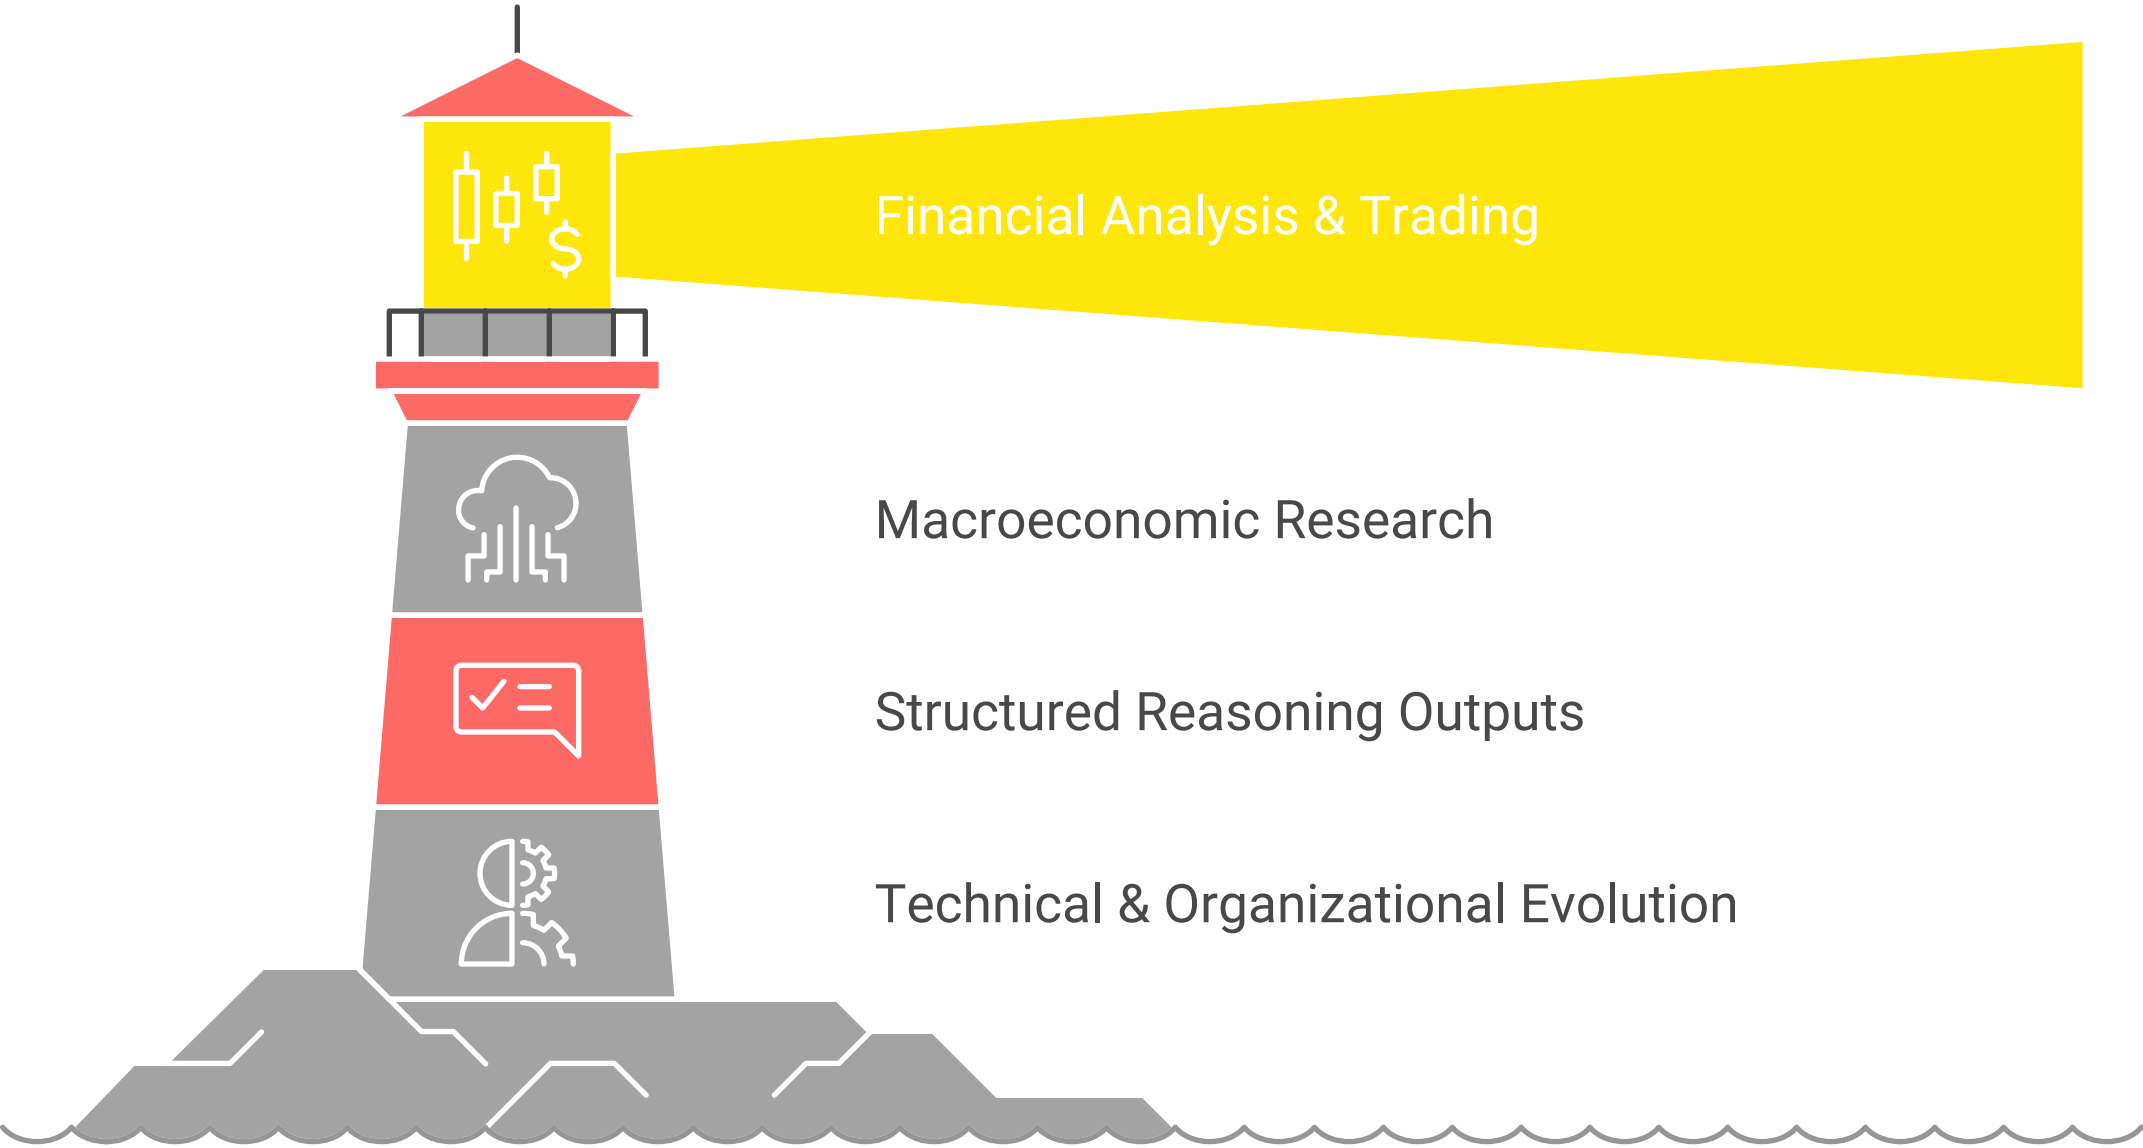 Financial Analysis & Trading
Macroeconomic Research
Structured Reasoning Outputs
Technical & Organizational Evolution